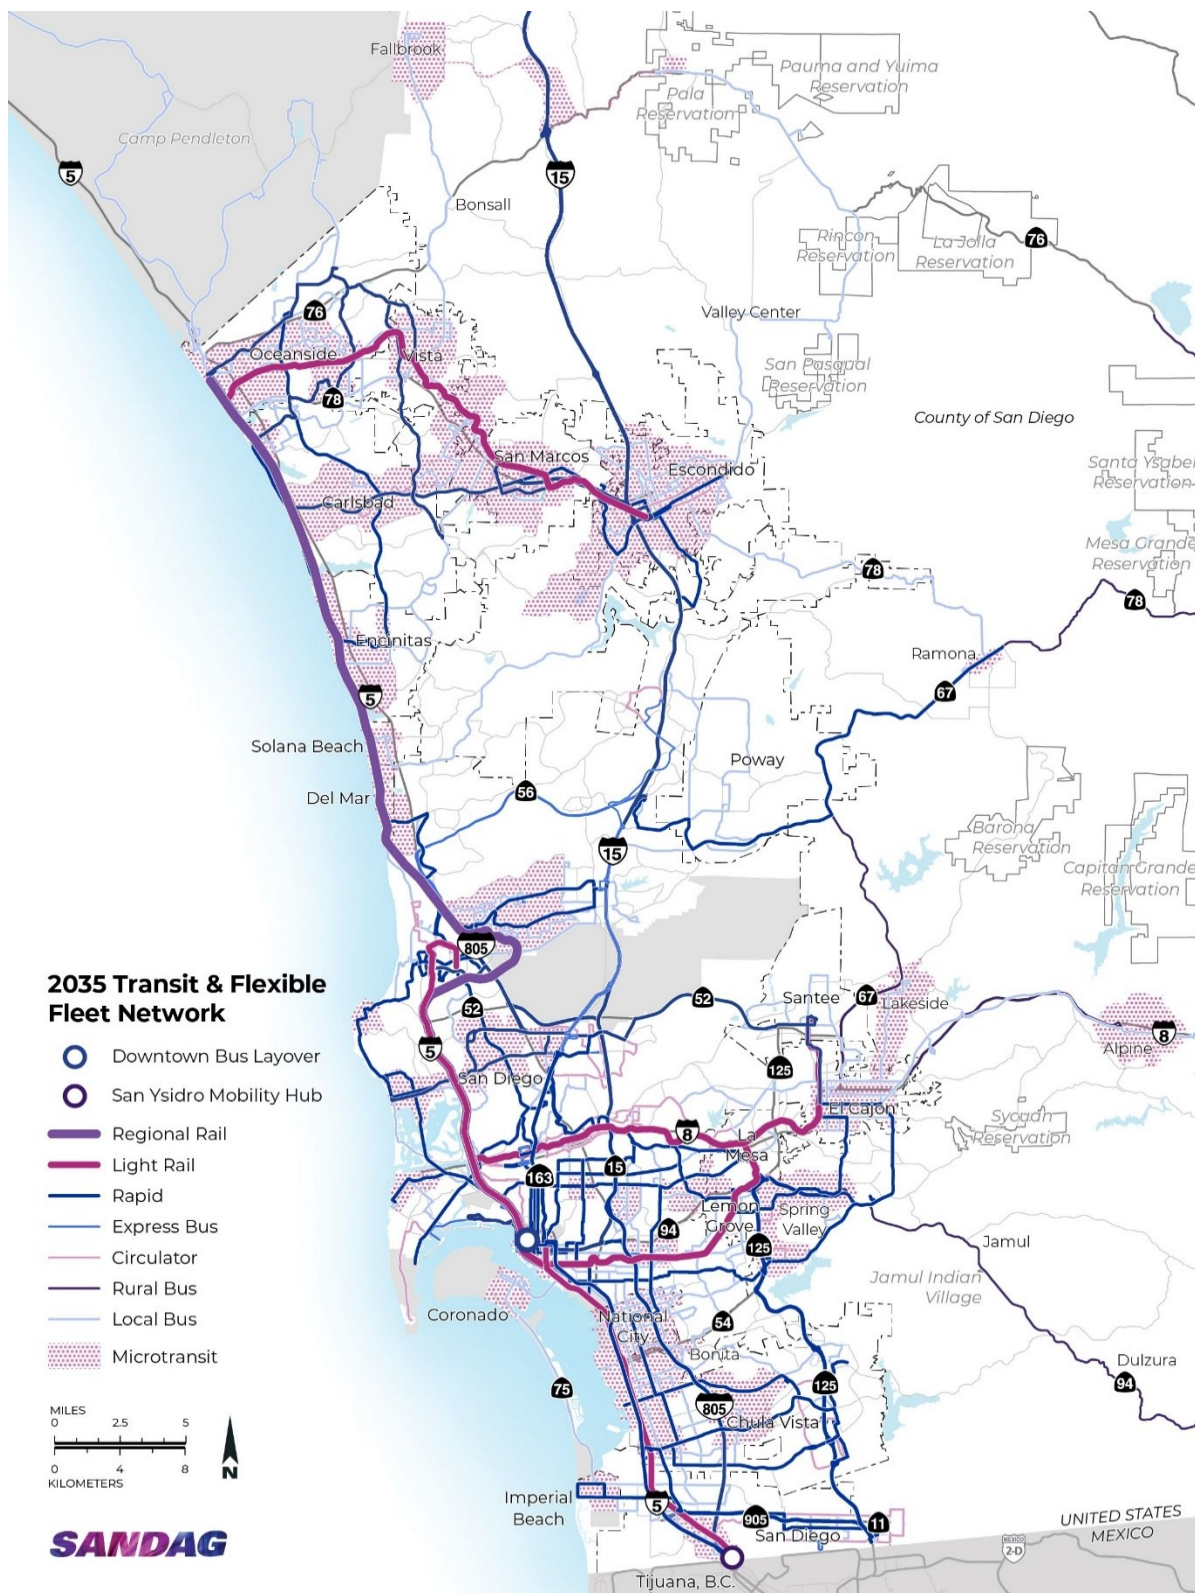 Fallbrook
Pauma and Yuima
Reservation
Pala
Reservation
Camp Pendleton
5
15
Bonsall
Rincon
Reservation
La Jolla
Reservation
76
76
Valley Center
Oceanside
Vista
San Pasqual
Reservation
78
County of San Diego
San Marcos
Escondido
Santa Ysabel
Reservation
Carlsbad
Mesa Grande
Reservation
78
78
Encinitas
Ramona
5
67
Solana Beach
Poway
Del Mar
56
Barona
Reservation
15
Capitan Grande
Reservation
805
2035 Transit & Flexible
Fleet Network
52
52
Santee
67
Lakeside
Downtown Bus Layover
5
8
Alpine
San Diego
125
San Ysidro Mobility Hub
El Cajon
Sycuan
Reservation
Regional Rail
8
La
Mesa
Light Rail
163
15
Rapid
Lemon
Grove
Spring
Valley
Express Bus
94
125
Jamul
Circulator
Jamul Indian
Village
Rural Bus
Coronado
National
City
54
Local Bus
Bonita
Microtransit
Dulzura
75
125
94
805
Chula Vista
MILES
0 2.5 5
0 4 8
KILOMETERS
N
Imperial
Beach
5
905
San Diego
11
UNITED STATES
MEXICO
MEXICO
2-D
SANDAG
Tijuana, B.C.